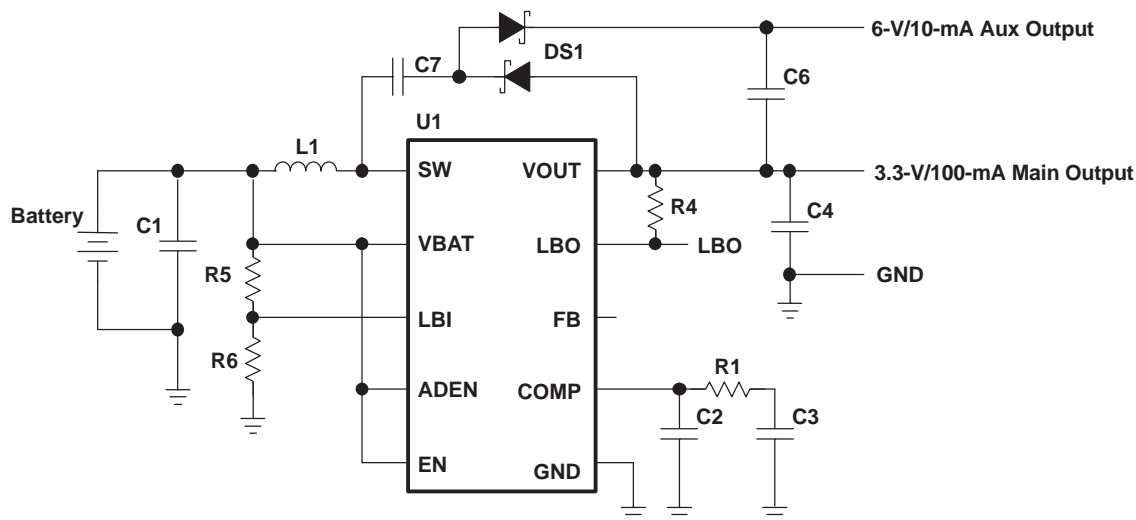 6-V/10-mA Aux Output
DS1
C7
C6
U1
L1
SW
VOUT
3.3-V/100-mA Main Output
R4
C4
Battery
C1
VBAT
LBO
LBO
R5
GND
LBI
FB
R6
R1
ADEN
COMP
C2
C3
EN
GND